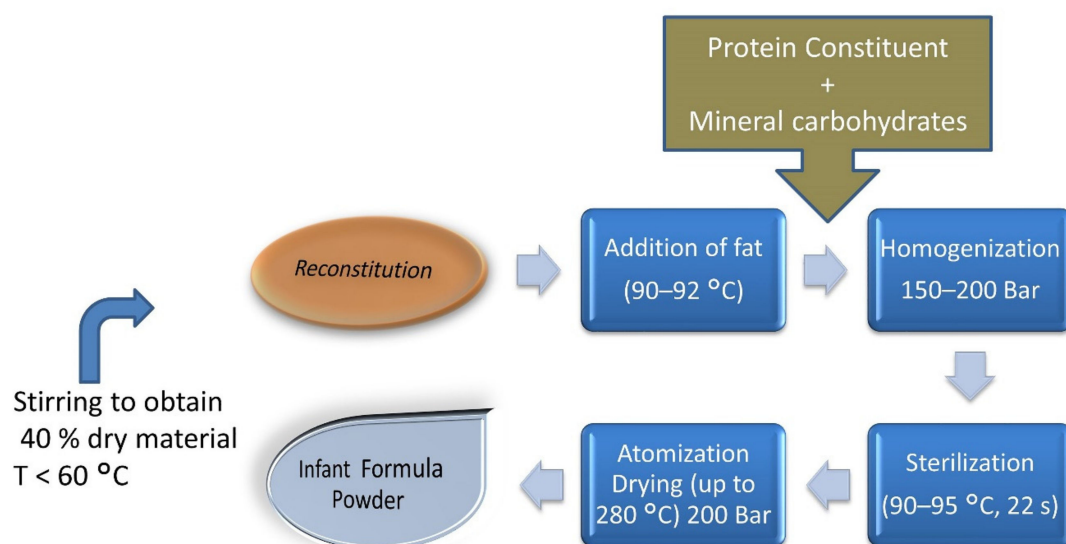 Protein Constituent
+
Mineral carbohydrates
Reconstitution
Addition of fat
(90–92 °C)
Homogenization
150–200 Bar
Stirring to obtain
40 % dry material
T < 60 °C
Infant Formula
Powder
Atomization
Drying (up to
280 °C) 200 Bar
Sterilization
(90–95 °C, 22 s)